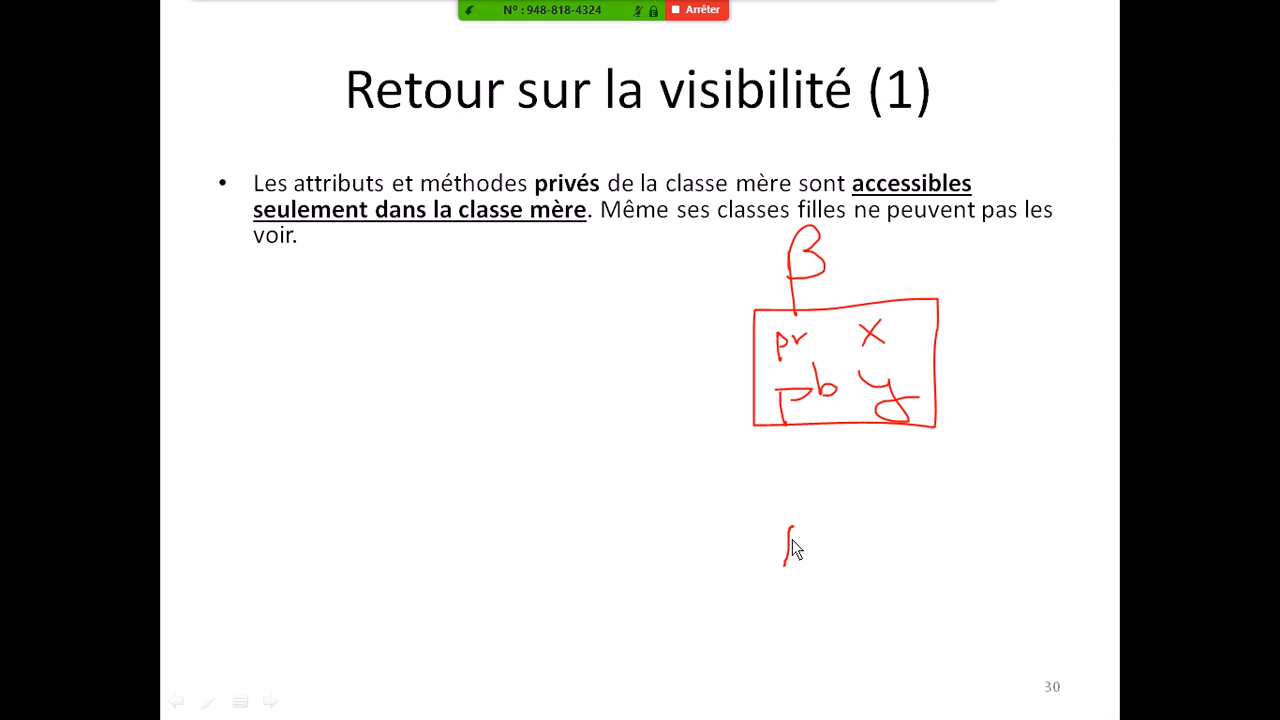 N° : 948-818-4324 Arrêter
Retour sur la visibilité (1)
• Les attributs et méthodes privés de la classe mère sont accessibles
seulement dans la classe mère. Même ses classes filles ne peuvent pas les
voir.
B
pr x
pb y
30